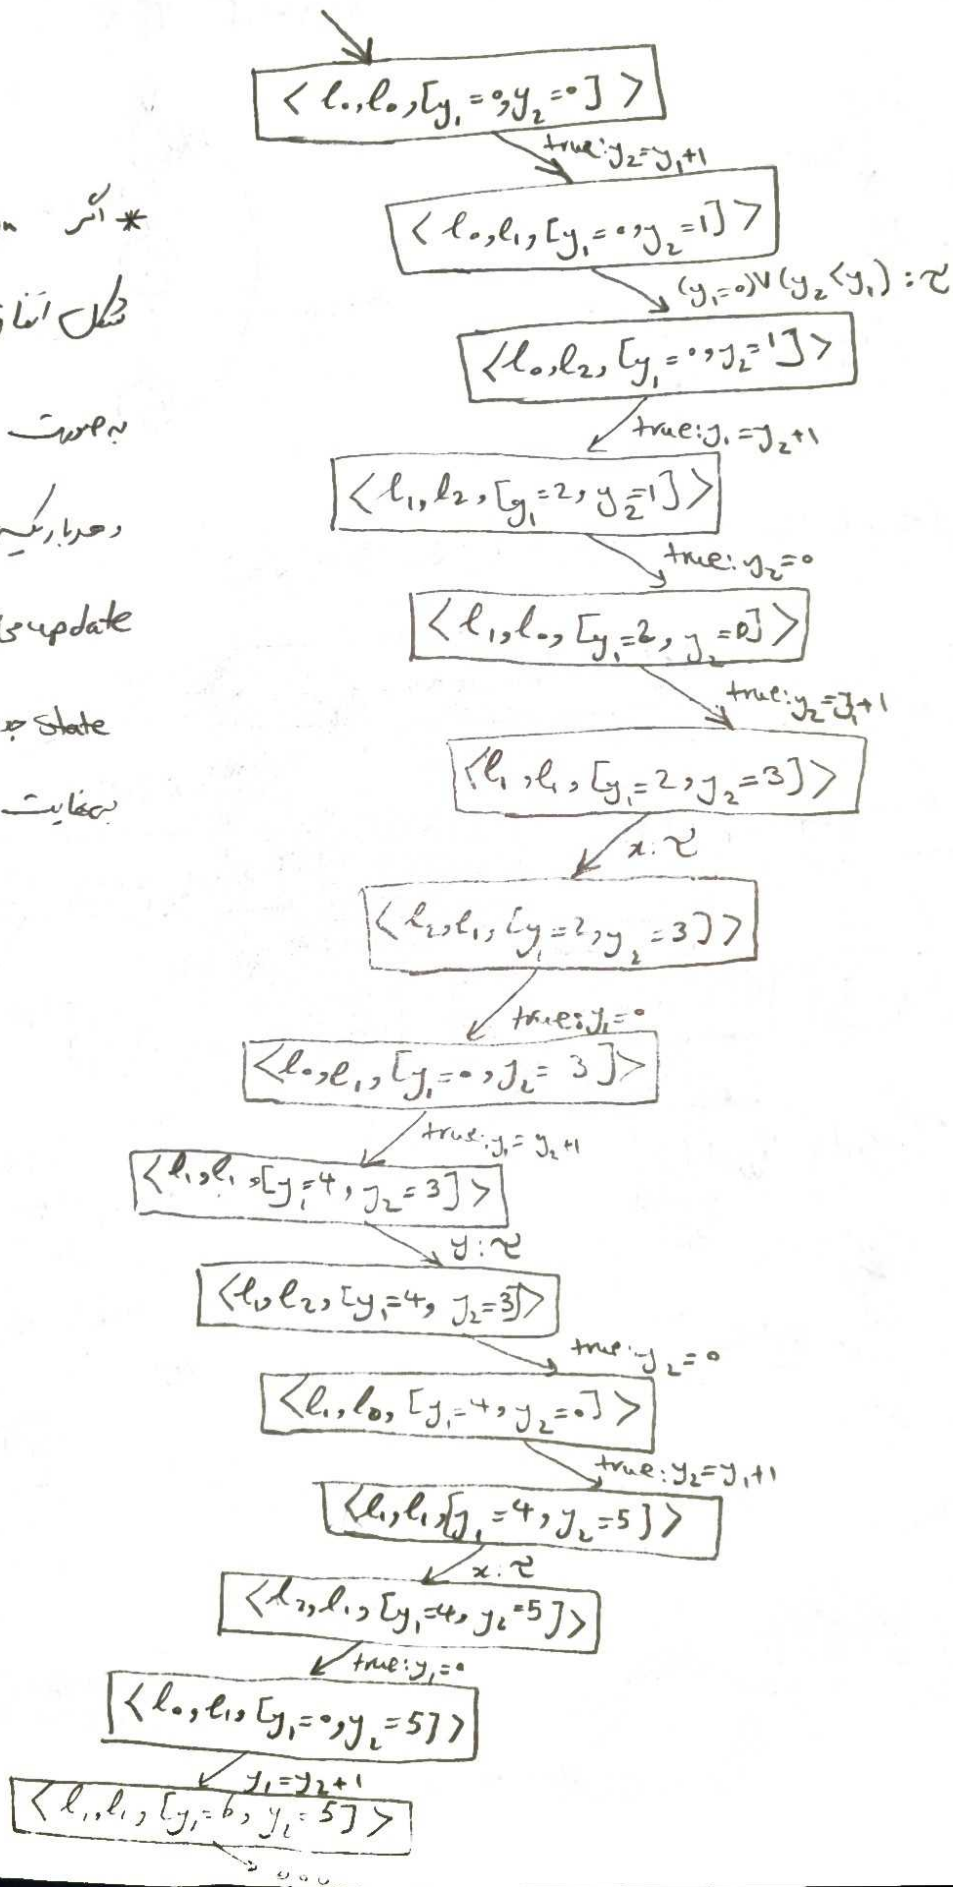 < l₀, l₀, [y₁=0, y₂=0] >
true: y₂=y₁+1
< l₀, l₁, [y₁=0, y₂=1] >
(y₁=0)∨(y₂<y₁) : τ
< l₀, l₂, [y₁=0, y₂=1] >
true: y₁=y₂+1
< l₁, l₂, [y₁=2, y₂=1] >
true: y₂=0
< l₁, l₀, [y₁=2, y₂=0] >
true: y₂=y₁+1
< l₁, l₁, [y₁=2, y₂=3] >
x: τ
< l₂, l₁, [y₁=2, y₂=3] >
true: y₁=0
< l₀, l₁, [y₁=0, y₂=3] >
true: y₁=y₂+1
< l₁, l₁, [y₁=4, y₂=3] >
y: τ
< l₁, l₂, [y₁=4, y₂=3] >
true: y₂=0
< l₁, l₀, [y₁=4, y₂=0] >
true: y₂=y₁+1
< l₁, l₁, [y₁=4, y₂=5] >
x: τ
< l₂, l₁, [y₁=4, y₂=5] >
true: y₁=0
< l₀, l₁, [y₁=0, y₂=5] >
y₁=y₂+1
< l₁, l₁, [y₁=6, y₂=5] >
...
* اگر
شکل
به صورت
update
state